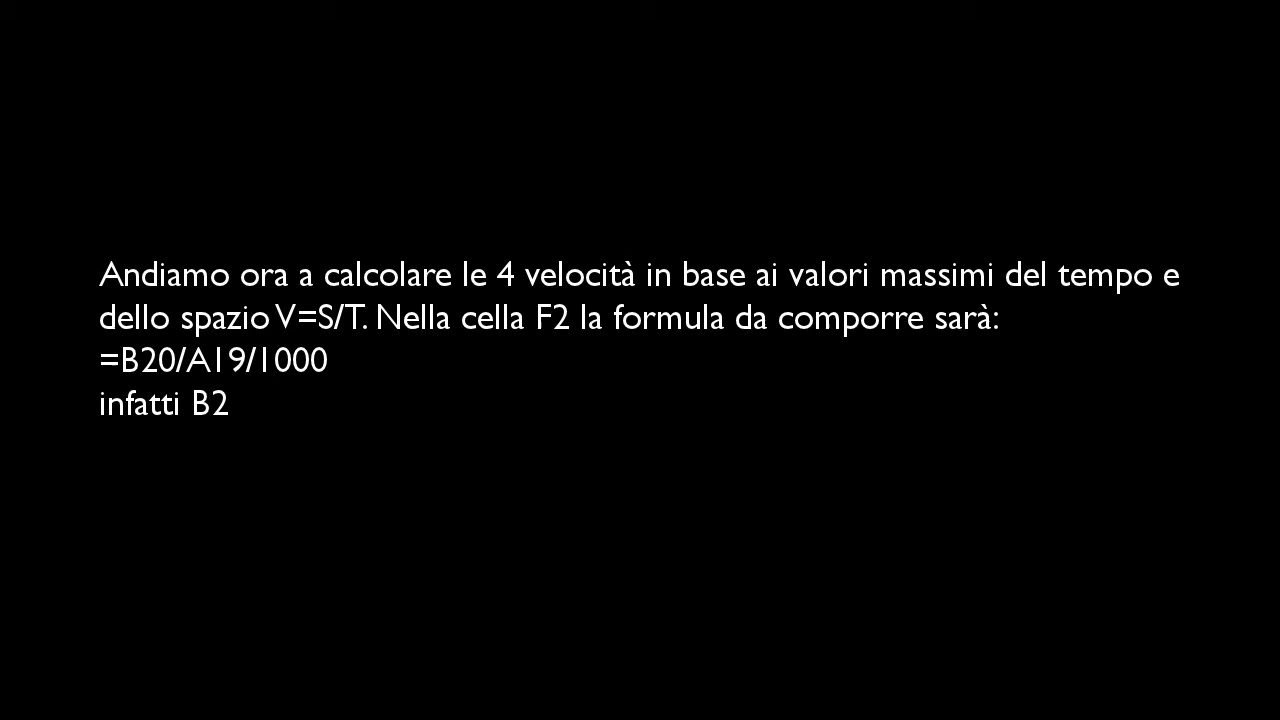 Andiamo ora a calcolare le 4 velocità in base ai valori massimi del tempo e
dello spazio V=S/T. Nella cella F2 la formula da comporre sarà:
=B20/A19/1000
infatti B2